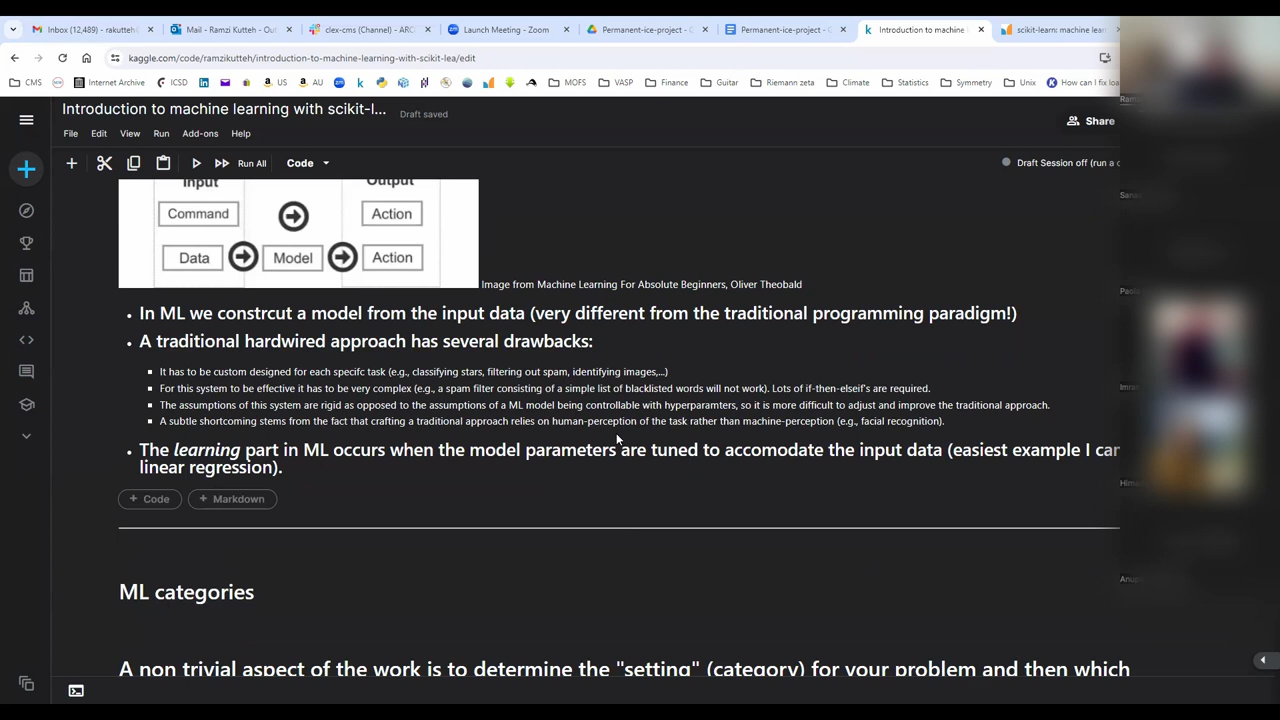 Inbox (12,489) - rakutteh
Mail - Ramzi Kutteh - Out
clex-cms (Channel) - ARC
Launch Meeting - Zoom
Permanent-ice-project - G
Permanent-ice-project - G
Introduction to machine l
scikit-learn: machine lear
kaggle.com/code/ramzikutteh/introduction-to-machine-learning-with-scikit-lea/edit
CMS
Internet Archive
ICSD
US
AU
MOFS
VASP
Finance
Guitar
Riemann zeta
Climate
Statistics
Symmetry
Unix
How can I fix loa
Introduction to machine learning with scikit-l...
Draft saved
File
Edit
View
Run
Add-ons
Help
Share
Run All
Code
Draft Session off (run a c
Input
Output
Command
Action
Data
Model
Action
Image from Machine Learning For Absolute Beginners, Oliver Theobald
• In ML we constrcut a model from the input data (very different from the traditional programming paradigm!)
• A traditional hardwired approach has several drawbacks:
▪ It has to be custom designed for each specifc task (e.g., classifying stars, filtering out spam, identifying images,...)
▪ For this system to be effective it has to be very complex (e.g., a spam filter consisting of a simple list of blacklisted words will not work). Lots of if-then-elseif's are required.
▪ The assumptions of this system are rigid as opposed to the assumptions of a ML model being controllable with hyperparamters, so it is more difficult to adjust and improve the traditional approach.
▪ A subtle shortcoming stems from the fact that crafting a traditional approach relies on human-perception of the task rather than machine-perception (e.g., facial recognition).
• The learning part in ML occurs when the model parameters are tuned to accomodate the input data (easiest example I can
linear regression).
+ Code
+ Markdown
ML categories
A non trivial aspect of the work is to determine the "setting" (category) for your problem and then which